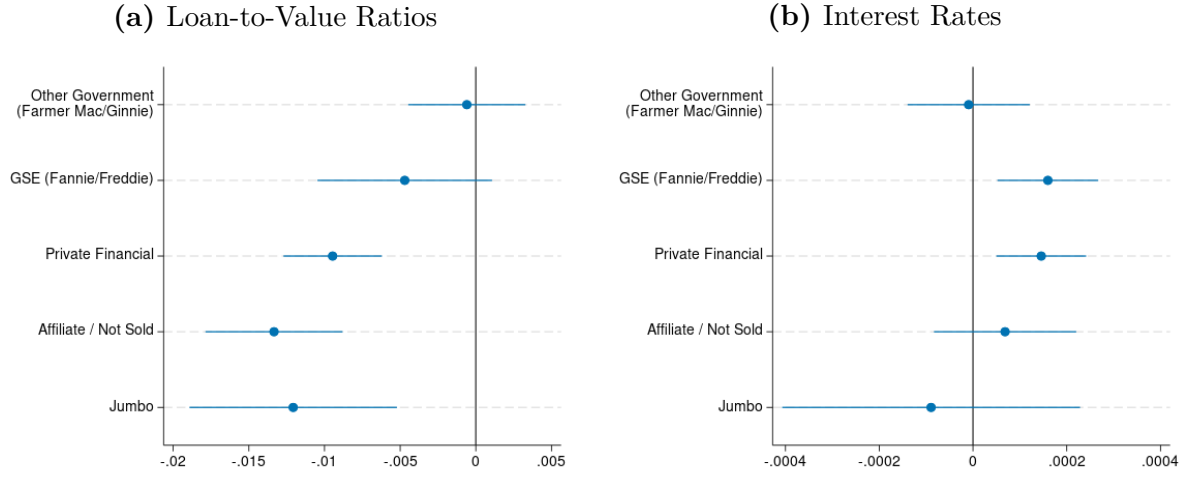 (a) Loan-to-Value Ratios
Other Government
(Farmer Mac/Ginnie)
GSE (Fannie/Freddie)
Private Financial
Affiliate / Not Sold
Jumbo
-.02 -.015 -.01 -.005 0 .005
(b) Interest Rates
Other Government
(Farmer Mac/Ginnie)
GSE (Fannie/Freddie)
Private Financial
Affiliate / Not Sold
Jumbo
-.0004 -.0002 0 .0002 .0004